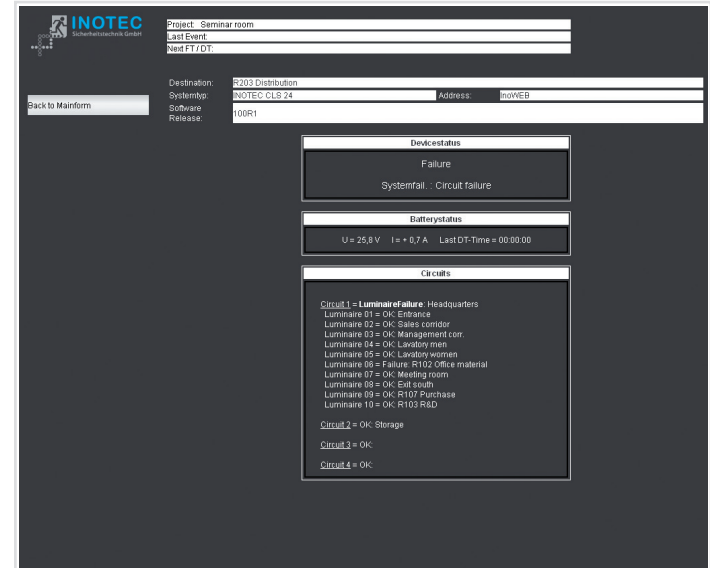 INOTEC
Sicherheitstechnik GmbH
Project: Seminar room
Last Event:
Next FT / DT:
Destination: R203 Distribution
Systemtyp: INOTEC CLS 24 Address: InoWEB
Software Release: 100R1
Back to Mainform
Devicestatus
Failure
Systemfail. : Circuit failure
Batterystatus
U = 25,8 V I = + 0,7 A Last DT-Time = 00:00:00
Circuits
Circuit 1 = LuminaireFailure: Headquarters
Luminaire 01 = OK: Entrance
Luminaire 02 = OK: Sales corridor
Luminaire 03 = OK: Management corr.
Luminaire 04 = OK: Lavatory men
Luminaire 05 = OK: Lavatory women
Luminaire 06 = Failure: R102 Office material
Luminaire 07 = OK: Meeting room
Luminaire 08 = OK: Exit south
Luminaire 09 = OK: R107 Purchase
Luminaire 10 = OK: R103 R&D
Circuit 2 = OK: Storage
Circuit 3 = OK:
Circuit 4 = OK: